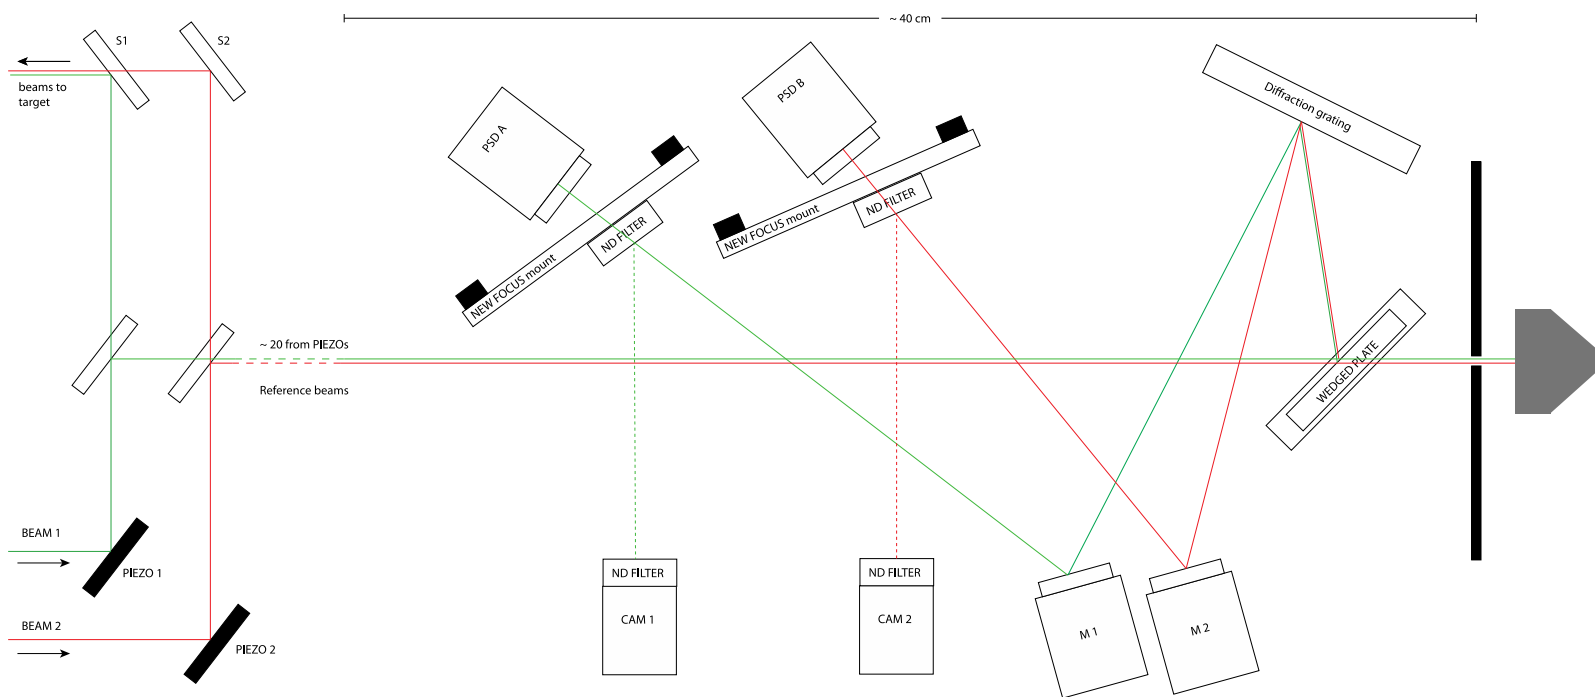 ~ 40 cm
S1
S2
beams to
target
PSD A
PSD B
Diffraction grating
NEW FOCUS mount
ND FILTER
NEW FOCUS mount
ND FILTER
~ 20 from PIEZOs
Reference beams
WEDGED PLATE
BEAM 1
PIEZO 1
BEAM 2
PIEZO 2
ND FILTER
CAM 1
ND FILTER
CAM 2
M 1
M 2